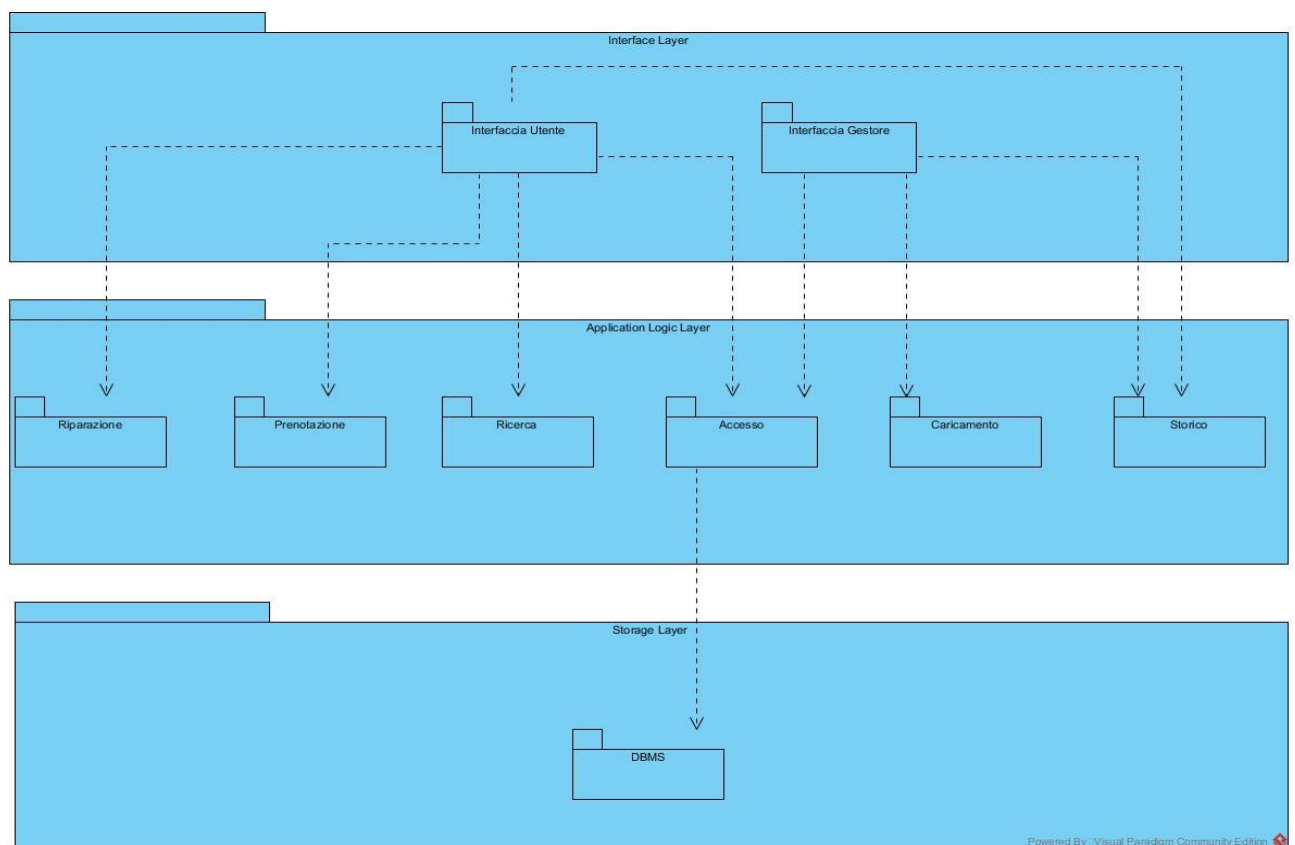 Interface Layer
Interfaccia Utente
Interfaccia Gestore
Application Logic Layer
Riparazione
Prenotazione
Ricerca
Accesso
Caricamento
Storico
Storage Layer
DBMS
Powered By Visual Paradigm Community Edition